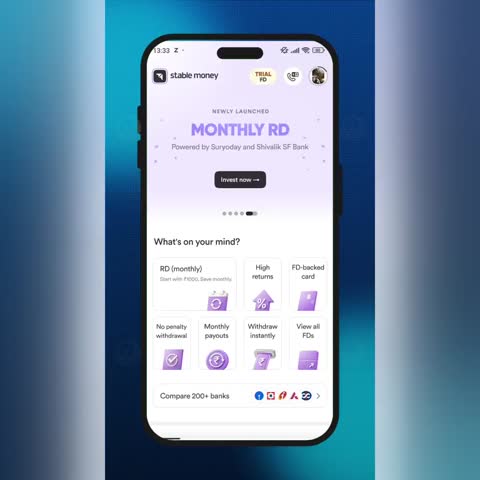 13:33 Z •
stable money
TRIAL
FD
NEWLY LAUNCHED
MONTHLY RD
Powered by Suryoday and Shivalik SF Bank
Invest now →
What's on your mind?
RD (monthly)
Start with ₹1000, Save monthly.
High
returns
FD-backed
card
No penalty
withdrawal
Monthly
payouts
Withdraw
instantly
View all
FDs
Compare 200+ banks